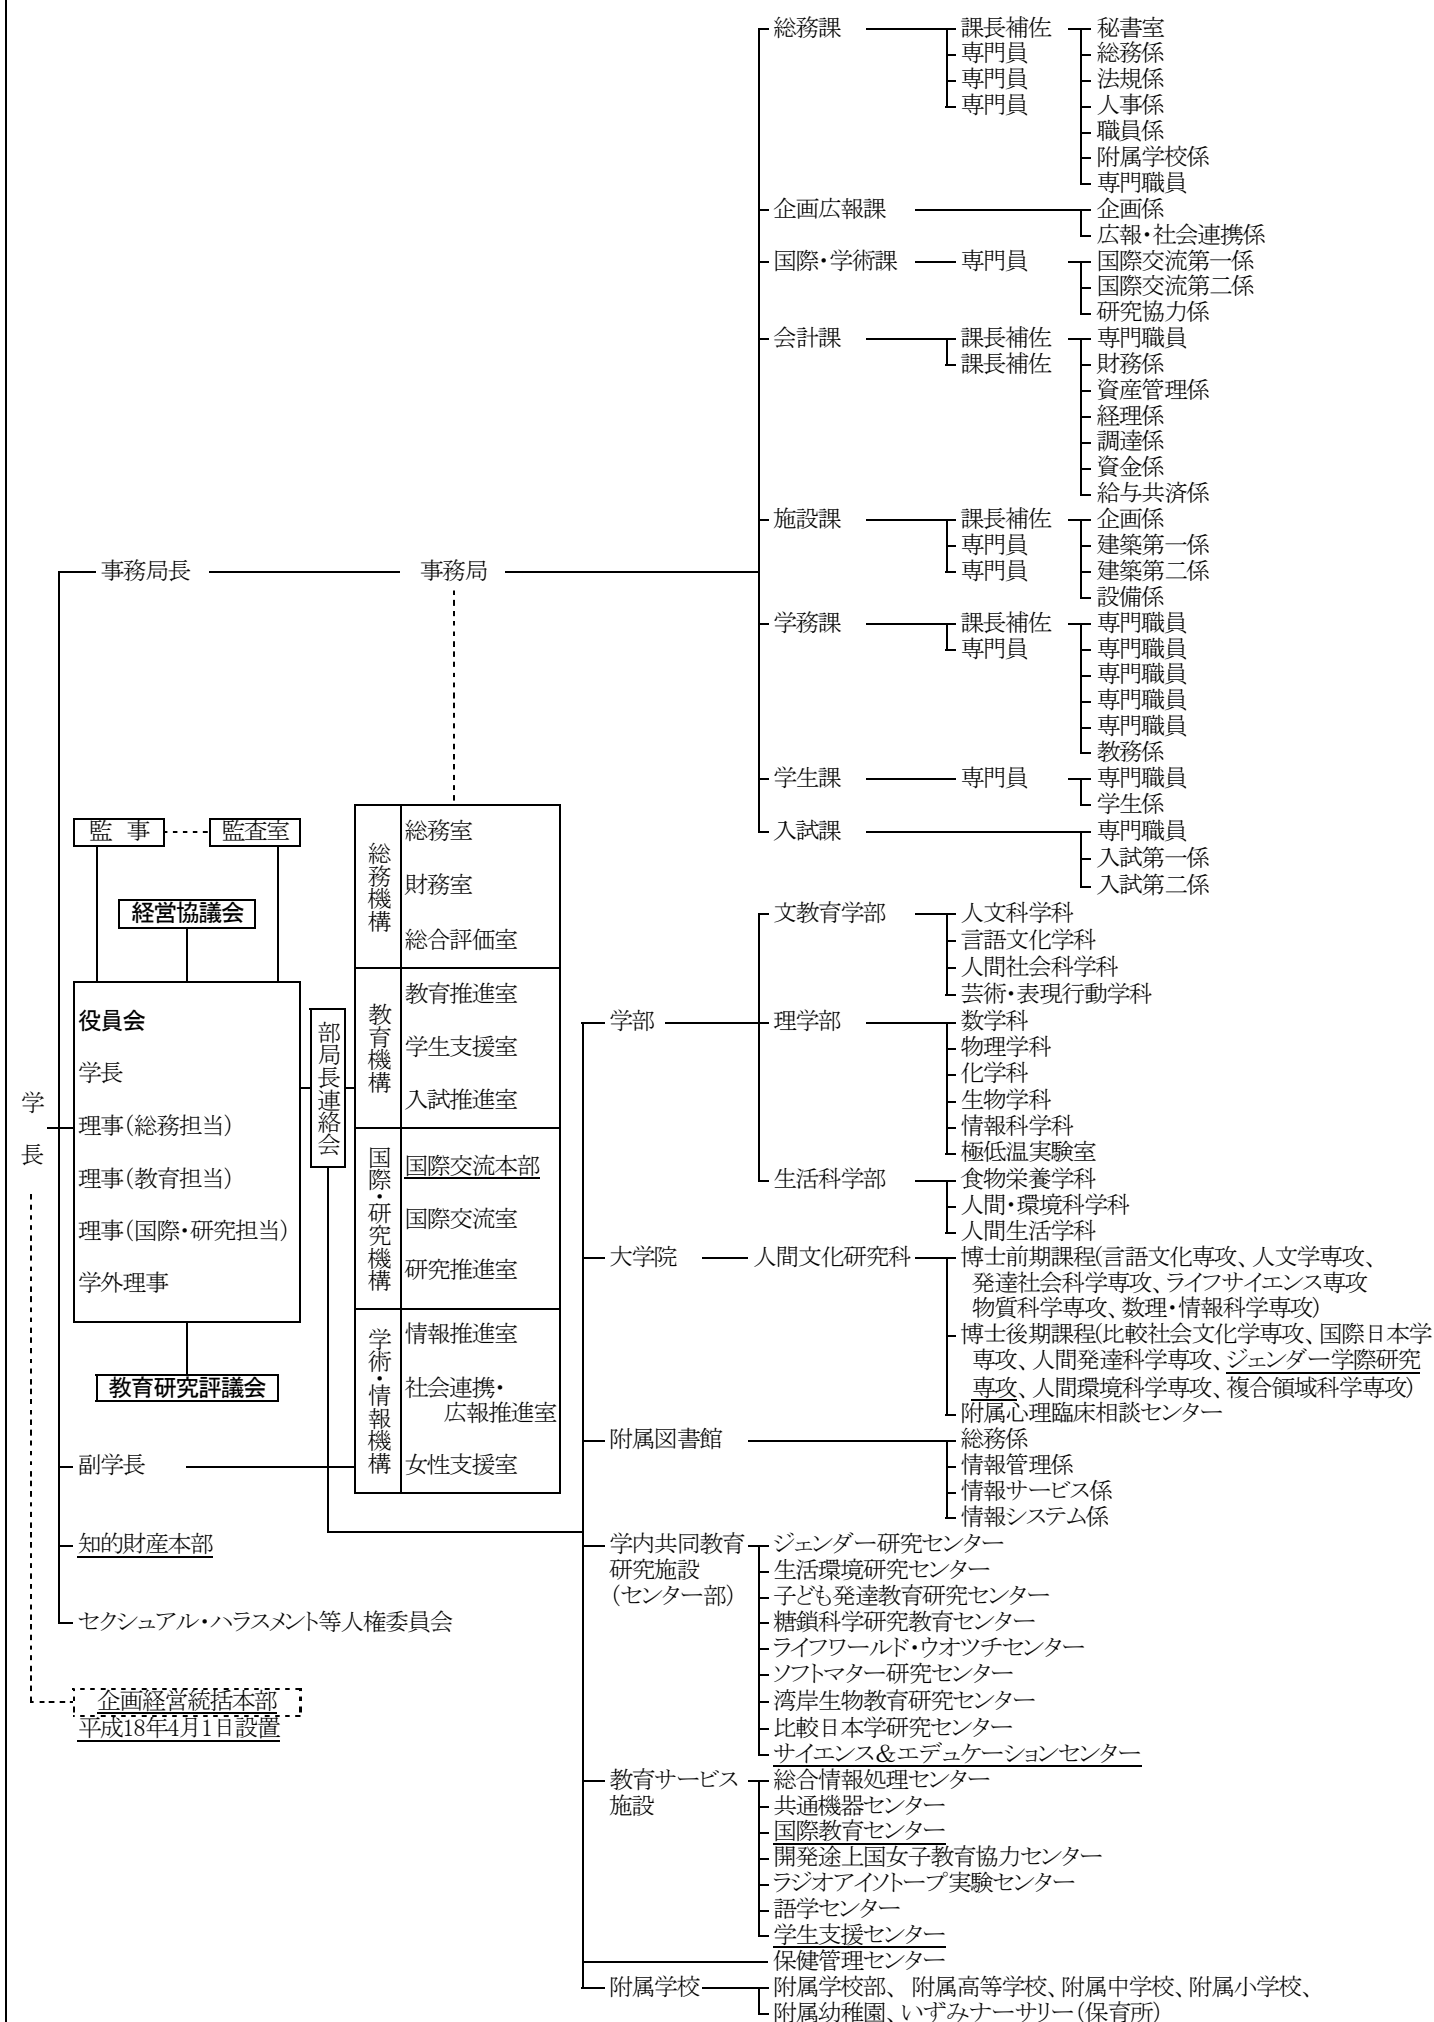 総務課 課長補佐 秘書室
専門員 総務係
専門員 法規係
専門員 人事係
職員係
附属学校係
専門職員
企画広報課 企画係
広報・社会連携係
国際・学術課 専門員 国際交流第一係
国際交流第二係
研究協力係
会計課 課長補佐 専門職員
課長補佐 財務係
資産管理係
経理係
調達係
資金係
給与共済係
施設課 課長補佐 企画係
専門員 建築第一係
事務局長 事務局 専門員 建築第二係
設備係
学務課 課長補佐 専門職員
専門員 専門職員
専門職員
専門職員
専門職員
教務係
学生課 専門員 専門職員
学生係
入試課 専門職員
入試第一係
入試第二係
監 事 監査室
経営協議会
学長
役員会
学長
理事(総務担当)
理事(教育担当)
理事(国際・研究担当)
学外理事
教育研究評議会
部局長連絡会
総務機構
総務室
財務室
総合評価室
教育機構
教育推進室
学生支援室
入試推進室
国際・研究機構
国際交流本部
国際交流室
研究推進室
学術・情報機構
情報推進室
社会連携・
広報推進室
女性支援室
副学長
知的財産本部
セクシュアル・ハラスメント等人権委員会
企画経営統括本部
平成18年4月1日設置
学部
文教育学部 人文科学科
言語文化学科
人間社会科学科
芸術・表現行動学科
理学部 数学科
物理学科
化学科
生物学科
情報科学科
極低温実験室
生活科学部 食物栄養学科
人間・環境科学科
人間生活学科
大学院 人間文化研究科 博士前期課程(言語文化専攻、人文学専攻、
発達社会科学専攻、ライフサイエンス専攻
物質科学専攻、数理・情報科学専攻)
博士後期課程(比較社会文化学専攻、国際日本学
専攻、人間発達科学専攻、ジェンダー学際研究
専攻、人間環境科学専攻、複合領域科学専攻)
附属心理臨床相談センター
附属図書館 総務係
情報管理係
情報サービス係
情報システム係
学内共同教育 ジェンダー研究センター
研究施設 生活環境研究センター
(センター部) 子ども発達教育研究センター
糖鎖科学研究教育センター
ライフワールド・ウオツチセンター
ソフトマター研究センター
湾岸生物教育研究センター
比較日本学研究センター
サイエンス&エデュケーションセンター
教育サービス 総合情報処理センター
施設 共通機器センター
国際教育センター
開発途上国女子教育協力センター
ラジオアイソトープ実験センター
語学センター
学生支援センター
保健管理センター
附属学校 附属学校部、附属高等学校、附属中学校、附属小学校、
附属幼稚園、いずみナーサリー(保育所)